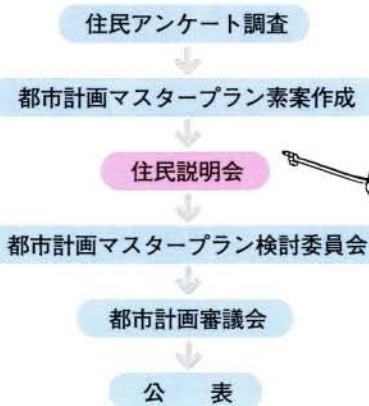 住民アンケート調査
都市計画マスタープラン素案作成
住民説明会
都市計画マスタープラン検討委員会
都市計画審議会
公　表